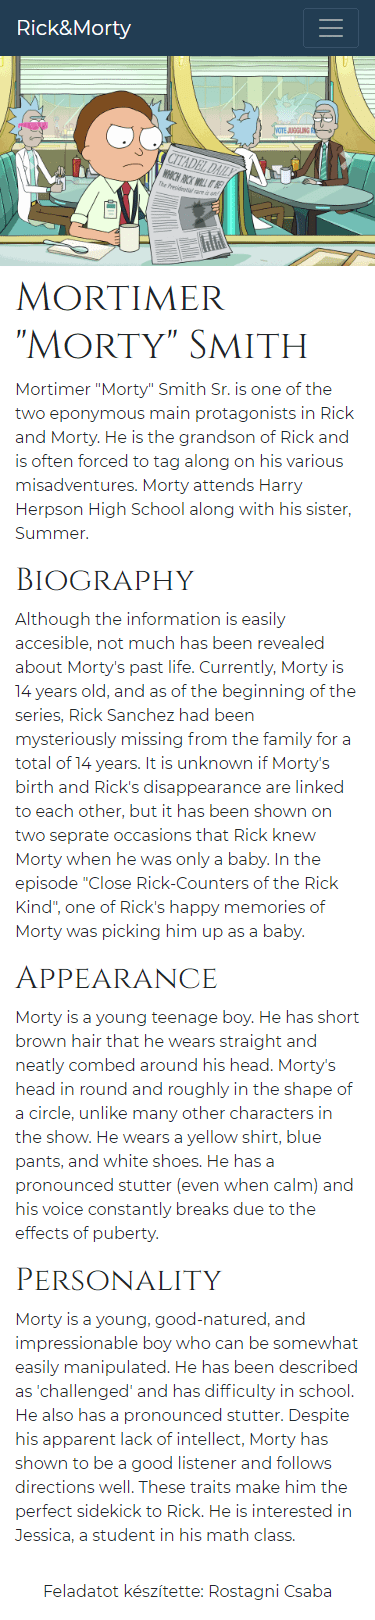 Rick&Morty
CITADEL DAILY
WHICH RICK WILL IT BE?
The Presidential race is on!
VOTE JUGGLING
Mortimer
"Morty" Smith
Mortimer "Morty" Smith Sr. is one of the
two eponymous main protagonists in Rick
and Morty. He is the grandson of Rick and
is often forced to tag along on his various
misadventures. Morty attends Harry
Herpson High School along with his sister,
Summer.
Biography
Although the information is easily
accesible, not much has been revealed
about Morty's past life. Currently, Morty is
14 years old, and as of the beginning of the
series, Rick Sanchez had been
mysteriously missing from the family for a
total of 14 years. It is unknown if Morty's
birth and Rick's disappearance are linked
to each other, but it has been shown on
two seprate occasions that Rick knew
Morty when he was only a baby. In the
episode "Close Rick-Counters of the Rick
Kind", one of Rick's happy memories of
Morty was picking him up as a baby.
Appearance
Morty is a young teenage boy. He has short
brown hair that he wears straight and
neatly combed around his head. Morty's
head in round and roughly in the shape of
a circle, unlike many other characters in
the show. He wears a yellow shirt, blue
pants, and white shoes. He has a
pronounced stutter (even when calm) and
his voice constantly breaks due to the
effects of puberty.
Personality
Morty is a young, good-natured, and
impressionable boy who can be somewhat
easily manipulated. He has been described
as 'challenged' and has difficulty in school.
He also has a pronounced stutter. Despite
his apparent lack of intellect, Morty has
shown to be a good listener and follows
directions well. These traits make him the
perfect sidekick to Rick. He is interested in
Jessica, a student in his math class.
Feladatot készítette: Rostagni Csaba